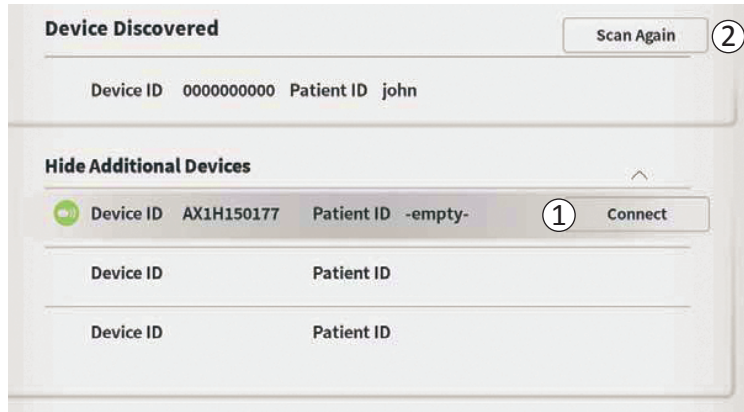 Device Discovered Scan Again ②
Device ID 0000000000 Patient ID john
Hide Additional Devices
Device ID AX1H150177 Patient ID -empty- ① Connect
Device ID Patient ID
Device ID Patient ID